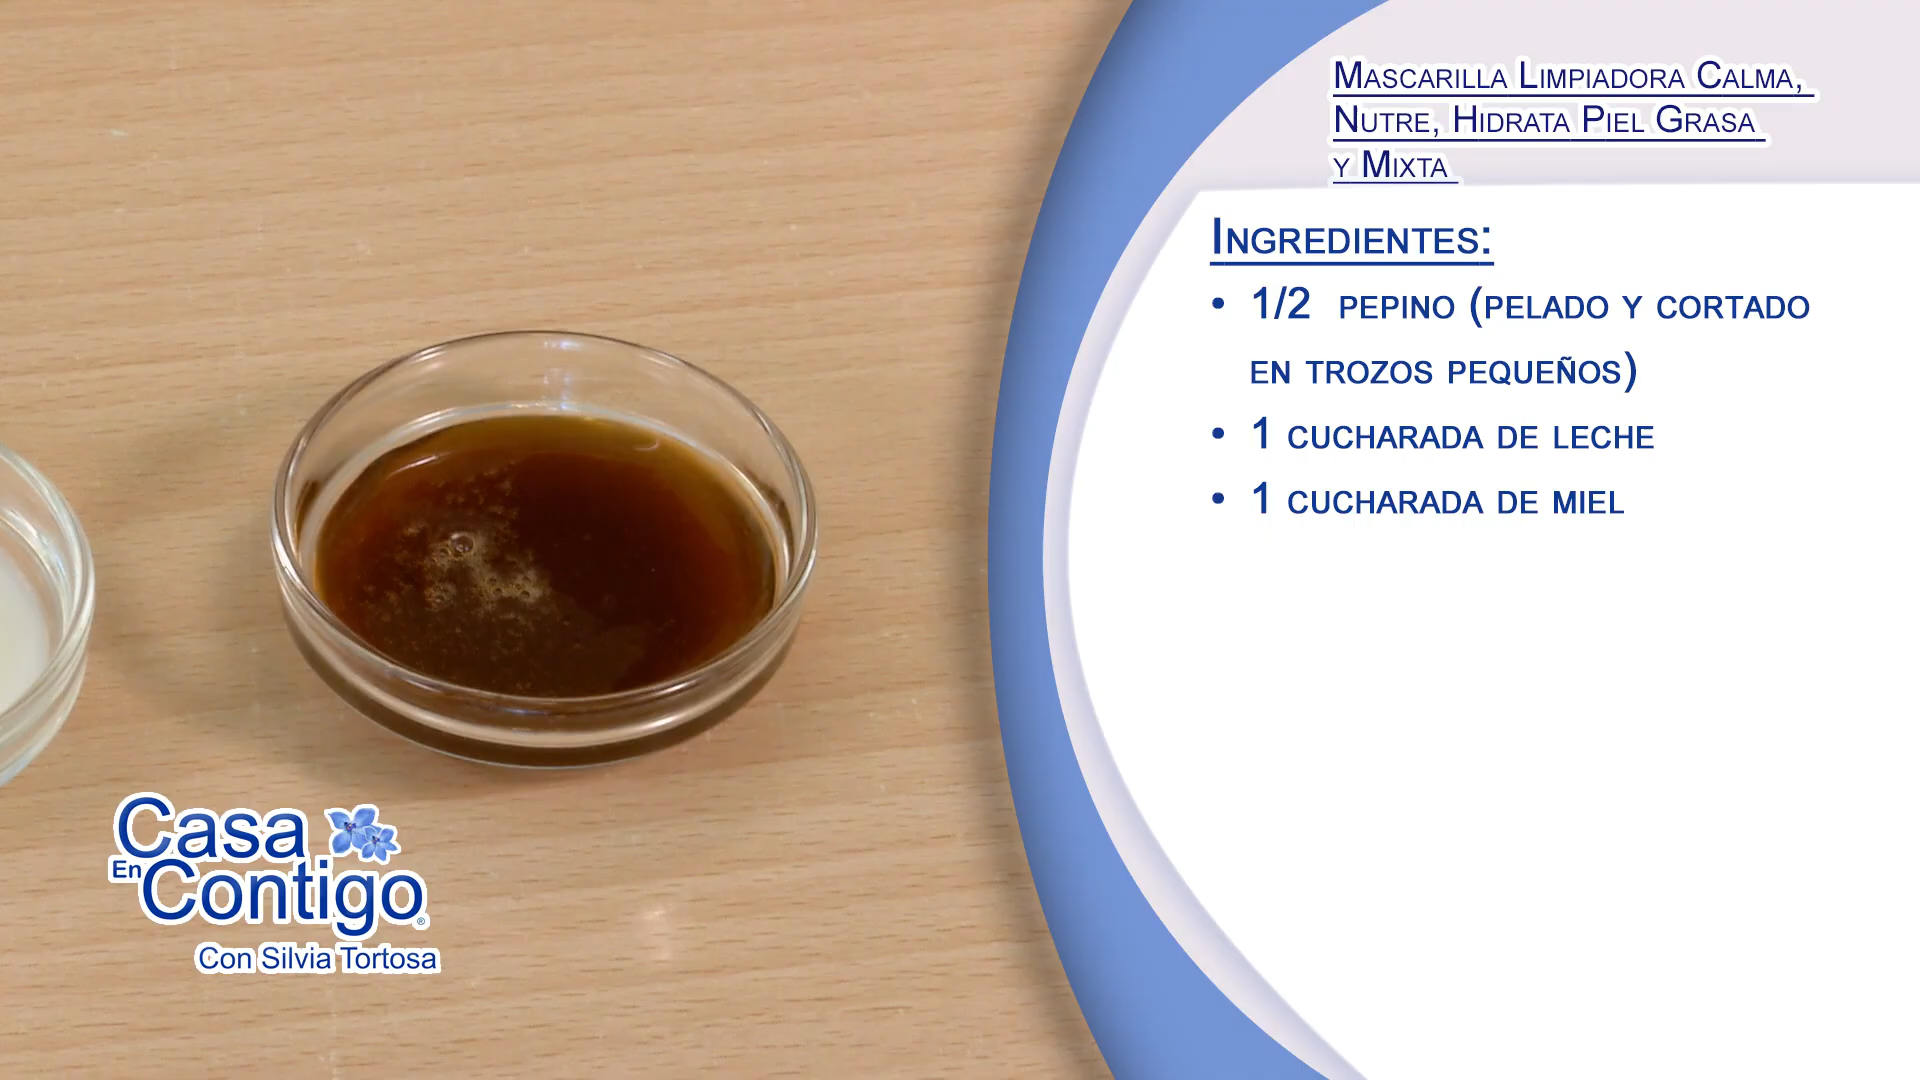 Mascarilla Limpiadora Calma,
Nutre, Hidrata Piel Grasa
y Mixta
Ingredientes:
• 1/2 pepino (pelado y cortado
en trozos pequeños)
• 1 cucharada de leche
• 1 cucharada de miel
Casa
En Contigo®
Con Silvia Tortosa